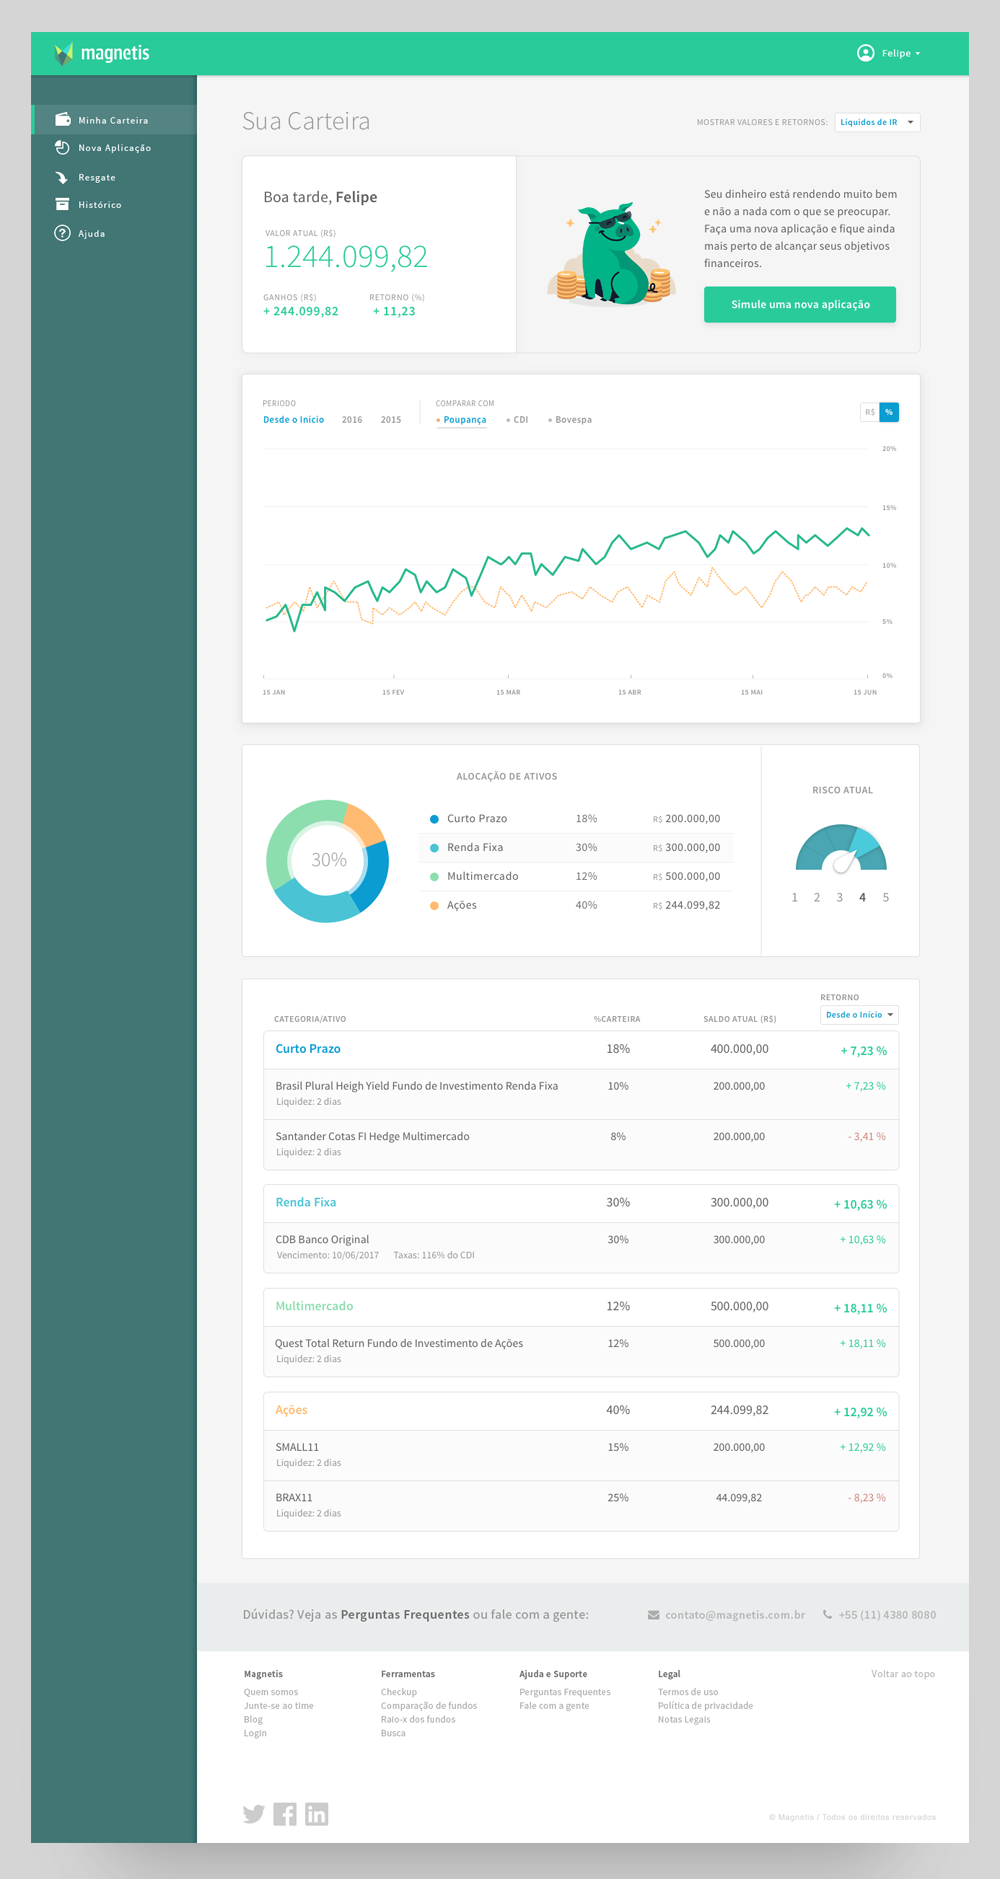 magnetis
Felipe
Minha Carteira
Nova Aplicação
Resgate
Histórico
Ajuda
Sua Carteira
MOSTRAR VALORES E RETORNOS: Líquidos de IR
Boa tarde, Felipe
VALOR ATUAL (R$)
1.244.099,82
GANHOS (R$) RETORNO (%)
+ 244.099,82 + 11,23
Seu dinheiro está rendendo muito bem
e não a nada com o que se preocupar.
Faça uma nova aplicação e fique ainda
mais perto de alcançar seus objetivos
financeiros.
Simule uma nova aplicação
PERIODO COMPARAR COM
Desde o Início 2016 2015 Poupança CDI Bovespa R$ %
20%
15%
10%
5%
0%
15 JAN 15 FEV 15 MAR 15 ABR 15 MAI 15 JUN
ALOCAÇÃO DE ATIVOS
30%
Curto Prazo 18% R$ 200.000,00
Renda Fixa 30% R$ 300.000,00
Multimercado 12% R$ 500.000,00
Ações 40% R$ 244.099,82
RISCO ATUAL
1 2 3 4 5
RETORNO
CATEGORIA/ATIVO %CARTEIRA SALDO ATUAL (R$) Desde o Início
Curto Prazo 18% 400.000,00 + 7,23 %
Brasil Plural Heigh Yield Fundo de Investimento Renda Fixa 10% 200.000,00 + 7,23 %
Liquidez: 2 dias
Santander Cotas FI Hedge Multimercado 8% 200.000,00 - 3,41 %
Liquidez: 2 dias
Renda Fixa 30% 300.000,00 + 10,63 %
CDB Banco Original 30% 300.000,00 + 10,63 %
Vencimento: 10/06/2017 Taxas: 116% do CDI
Multimercado 12% 500.000,00 + 18,11 %
Quest Total Return Fundo de Investimento de Ações 12% 500.000,00 + 18,11 %
Liquidez: 2 dias
Ações 40% 244.099,82 + 12,92 %
SMALL11 15% 200.000,00 + 12,92 %
Liquidez: 2 dias
BRAX11 25% 44.099,82 - 8,23 %
Liquidez: 2 dias
Dúvidas? Veja as Perguntas Frequentes ou fale com a gente: contato@magnetis.com.br +55 (11) 4380 8080
Magnetis Ferramentas Ajuda e Suporte Legal Voltar ao topo
Quem somos Checkup Perguntas Frequentes Termos de uso
Junte-se ao time Comparação de fundos Fale com a gente Política de privacidade
Blog Raio-x dos fundos Notas Legais
Login Busca
© Magnetis / Todos os direitos reservados